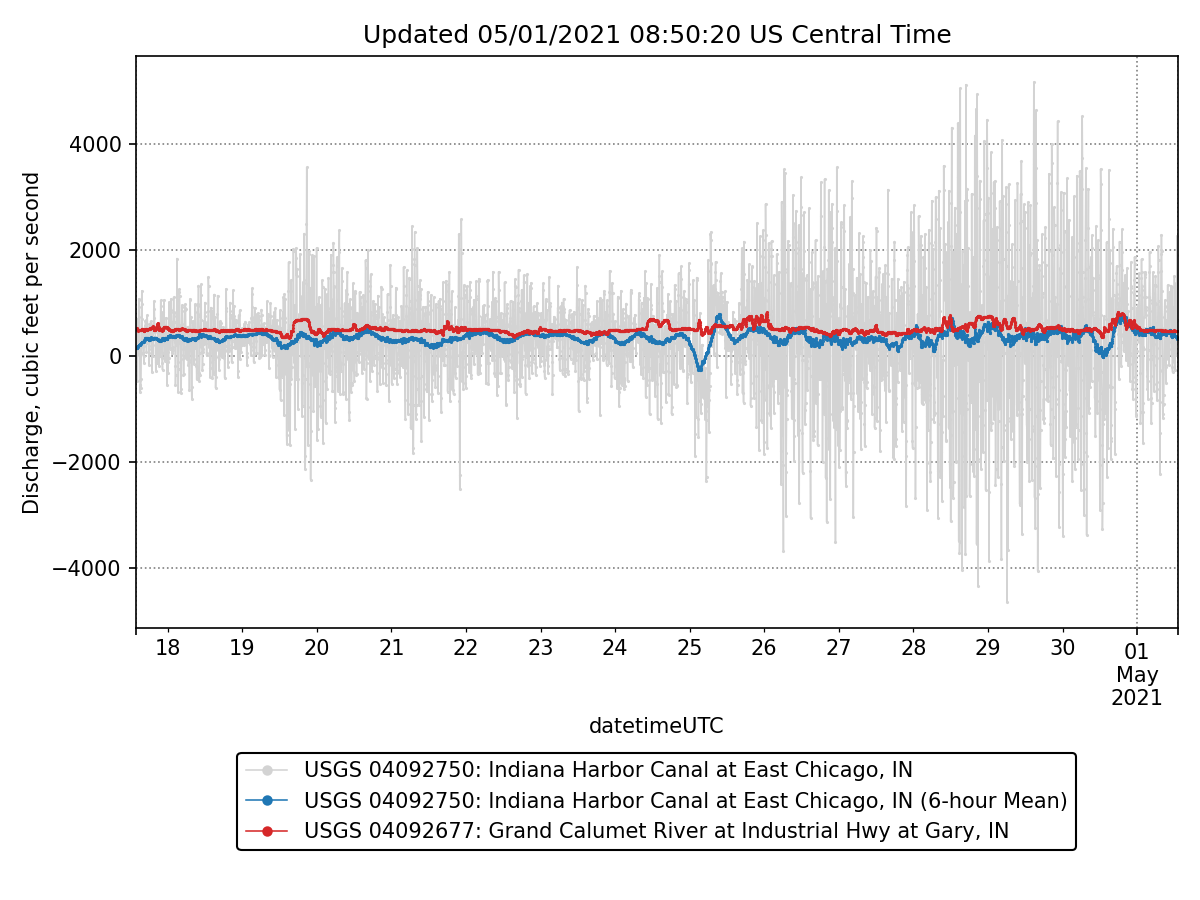 Updated 05/01/2021 08:50:20 US Central Time
Discharge, cubic feet per second
4000
2000
0
−2000
−4000
18 19 20 21 22 23 24 25 26 27 28 29 30 01
May
2021
datetimeUTC
USGS 04092750: Indiana Harbor Canal at East Chicago, IN
USGS 04092750: Indiana Harbor Canal at East Chicago, IN (6-hour Mean)
USGS 04092677: Grand Calumet River at Industrial Hwy at Gary, IN